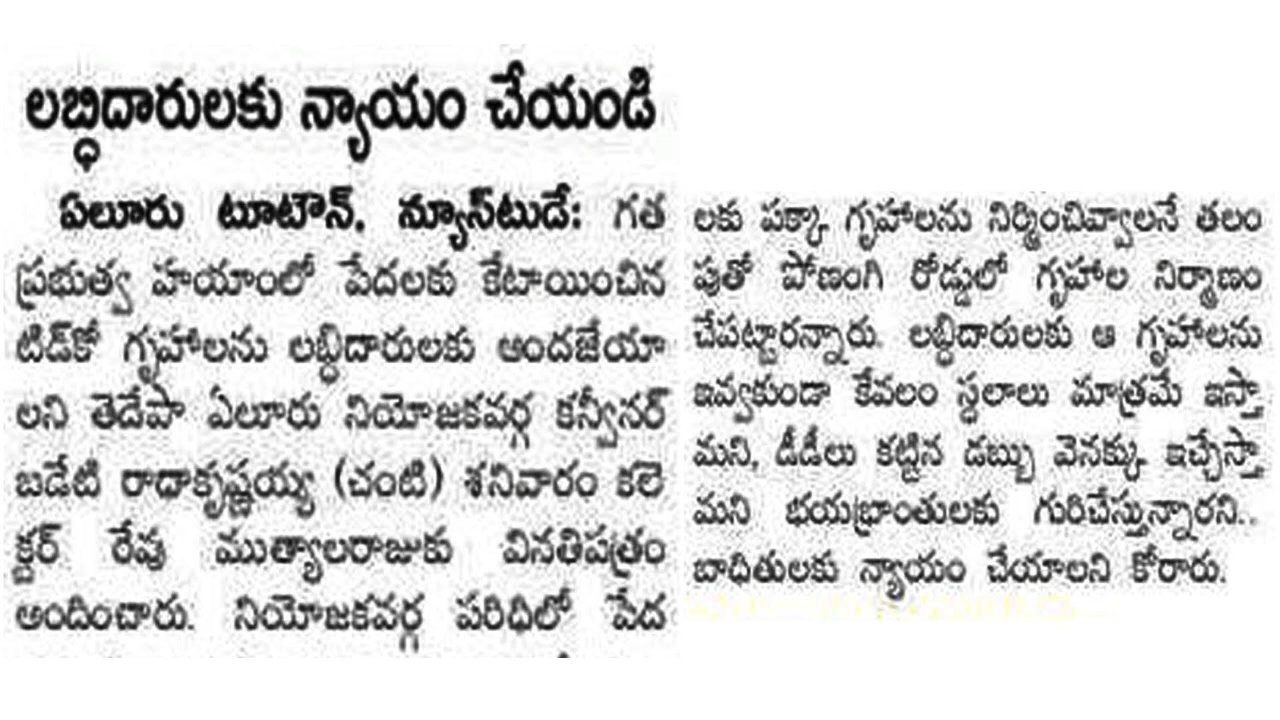 లబ్ధిదారులకు న్యాయం చేయండి
ఏలూరు టూటౌన్, న్యూస్‌టుడే: గత
ప్రభుత్వ హయాంలో పేదలకు కేటాయించిన
టిడ్‌కో గృహాలను లబ్ధిదారులకు అందజేయా
లని తెదేపా ఏలూరు నియోజకవర్గ కన్వీనర్
బడేటి రాధాకృష్ణయ్య (చంటి) శనివారం కలె
క్టర్ రేవు ముత్యాలరాజుకు వినతిపత్రం
అందించారు. నియోజకవర్గ పరిధిలో పేద
లకు పక్కా గృహాలను నిర్మించివ్వాలనే తలం
పుతో పోణంగి రోడ్డులో గృహాల నిర్మాణం
చేపట్టారన్నారు. లబ్ధిదారులకు ఆ గృహాలను
ఇవ్వకుండా కేవలం స్థలాలు మాత్రమే ఇస్తా
మని, డీడీలు కట్టిన డబ్బు వెనక్కు ఇచ్చేస్తా
మని భయభ్రాంతులకు గురిచేస్తున్నారని..
బాధితులకు న్యాయం చేయాలని కోరారు.